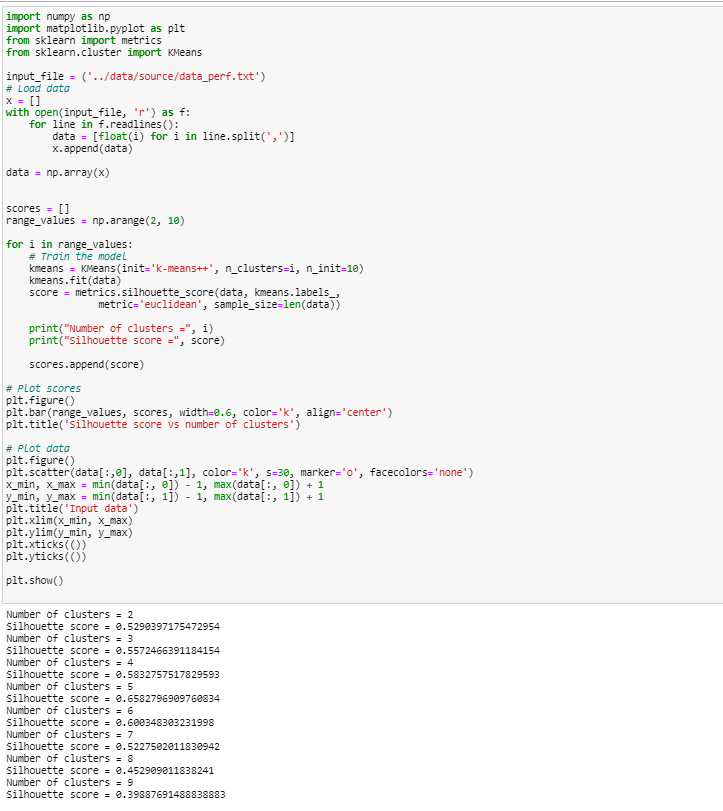 import numpy as np
import matplotlib.pyplot as plt
from sklearn import metrics
from sklearn.cluster import KMeans
input_file = ('../data/source/data_perf.txt')
# Load data
x = []
with open(input_file, 'r') as f:
    for line in f.readlines():
        data = [float(i) for i in line.split(',')]
        x.append(data)
data = np.array(x)
scores = []
range_values = np.arange(2, 10)
for i in range_values:
    # Train the model
    kmeans = KMeans(init='k-means++', n_clusters=i, n_init=10)
    kmeans.fit(data)
    score = metrics.silhouette_score(data, kmeans.labels_,
                metric='euclidean', sample_size=len(data))
    print("Number of clusters =", i)
    print("Silhouette score =", score)
    scores.append(score)
# Plot scores
plt.figure()
plt.bar(range_values, scores, width=0.6, color='k', align='center')
plt.title('Silhouette score vs number of clusters')
# Plot data
plt.figure()
plt.scatter(data[:,0], data[:,1], color='k', s=30, marker='o', facecolors='none')
x_min, x_max = min(data[:, 0]) - 1, max(data[:, 0]) + 1
y_min, y_max = min(data[:, 1]) - 1, max(data[:, 1]) + 1
plt.title('Input data')
plt.xlim(x_min, x_max)
plt.ylim(y_min, y_max)
plt.xticks(())
plt.yticks(())
plt.show()
Number of clusters = 2
Silhouette score = 0.5290397175472954
Number of clusters = 3
Silhouette score = 0.5572466391184154
Number of clusters = 4
Silhouette score = 0.5832757517829593
Number of clusters = 5
Silhouette score = 0.6582796909760834
Number of clusters = 6
Silhouette score = 0.600348303231998
Number of clusters = 7
Silhouette score = 0.5227502011830942
Number of clusters = 8
Silhouette score = 0.452909011838241
Number of clusters = 9
Silhouette score = 0.39887691488838883